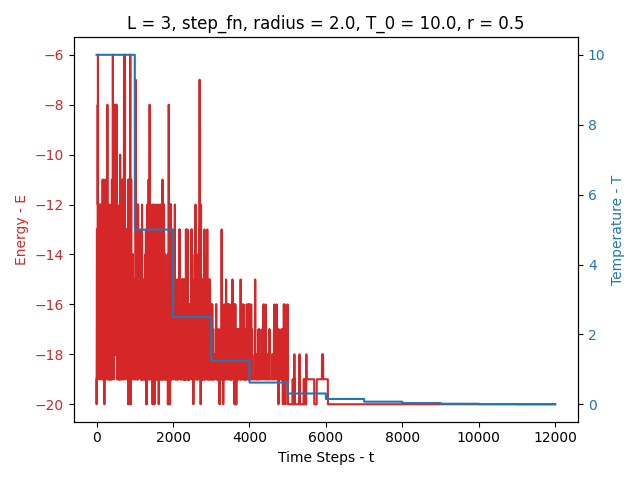 L = 3, step_fn, radius = 2.0, T_0 = 10.0, r = 0.5
Energy - E
−6
−8
−10
−12
−14
−16
−18
−20
10
8
6
4
2
0
Temperature - T
0 2000 4000 6000 8000 10000 12000
Time Steps - t